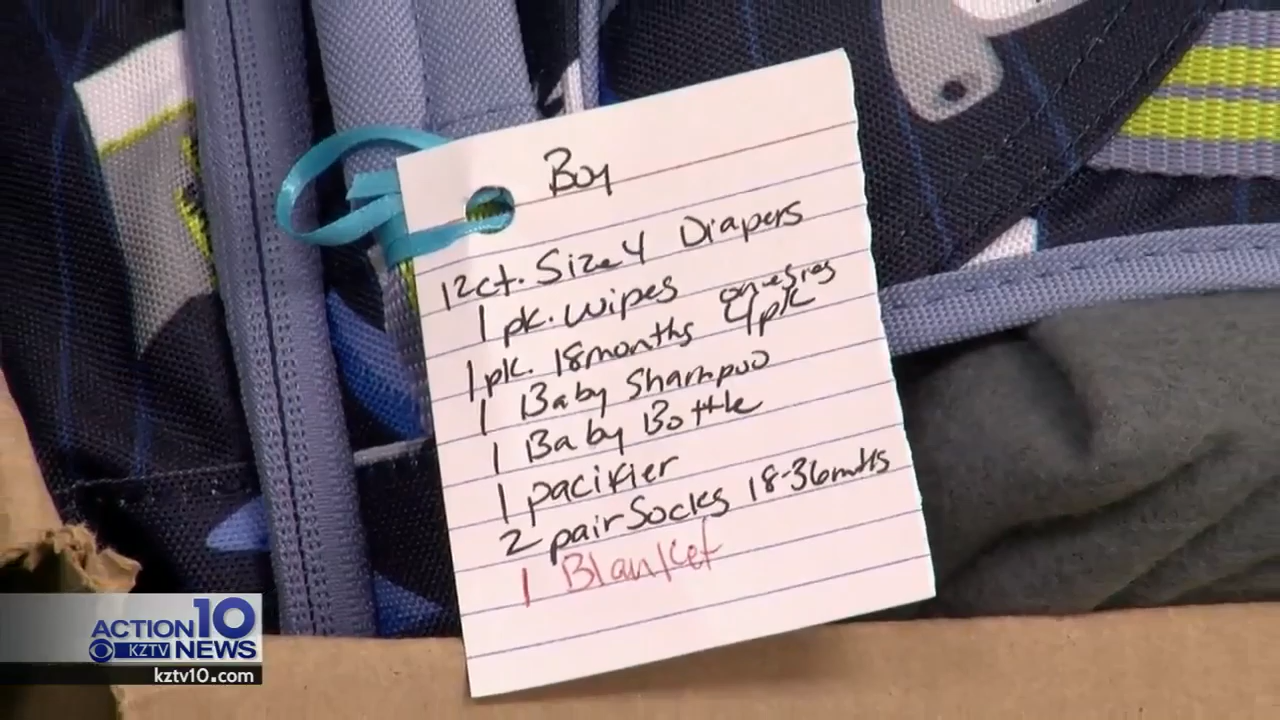 Boy
12ct. Size 4 Diapers
1 pk. wipes
1 pk. 18months 4pk onesies
1 Baby Shampoo
1 Baby Bottle
1 pacifier
2 pair Socks 18-36mths
1 Blanket
ACTION 10
KZTV NEWS
kztv10.com